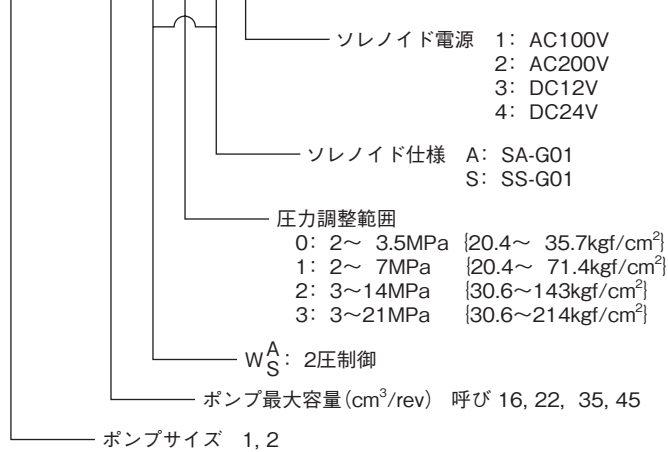 ソレノイド電源 1: AC100V
2: AC200V
3: DC12V
4: DC24V
ソレノイド仕様 A: SA-G01
S: SS-G01
圧力調整範囲
0: 2～ 3.5MPa {20.4～ 35.7kgf/cm²}
1: 2～ 7MPa {20.4～ 71.4kgf/cm²}
2: 3～14MPa {30.6～143kgf/cm²}
3: 3～21MPa {30.6～214kgf/cm²}
W A/S: 2圧制御
ポンプ最大容量(cm³/rev) 呼び 16, 22, 35, 45
ポンプサイズ 1, 2